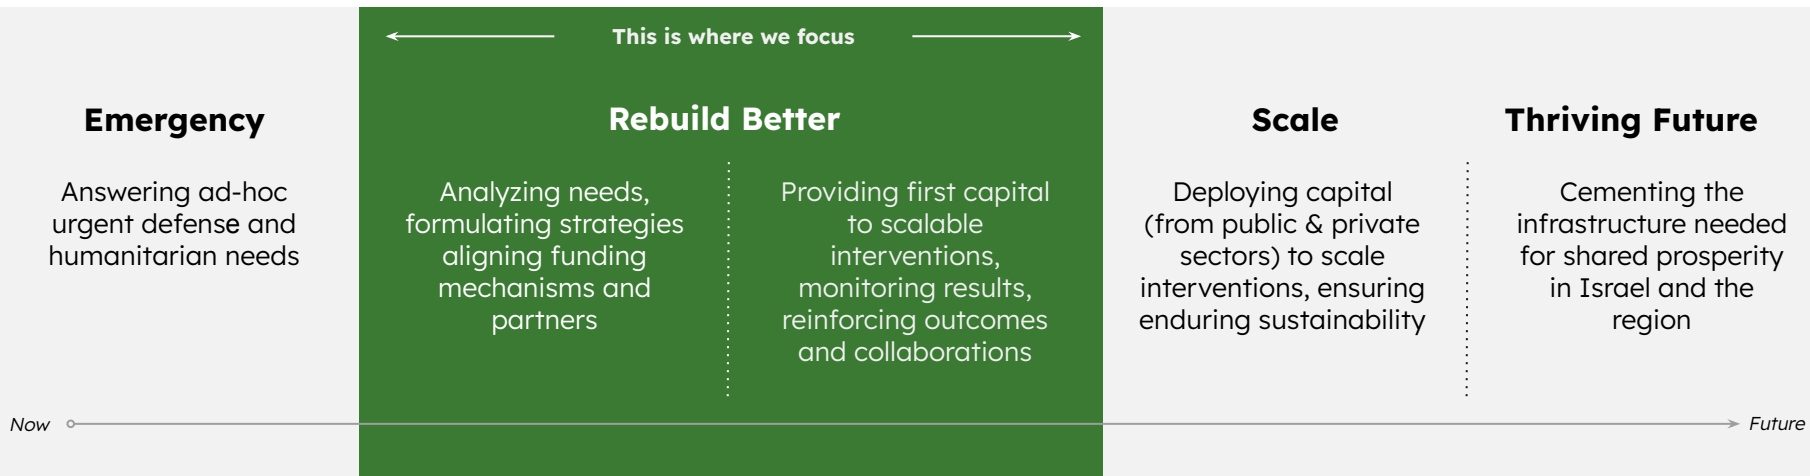 This is where we focus
Emergency
Answering ad-hoc
urgent defense and
humanitarian needs
Rebuild Better
Analyzing needs,
formulating strategies
aligning funding
mechanisms and
partners
Providing first capital
to scalable
interventions,
monitoring results,
reinforcing outcomes
and collaborations
Scale
Deploying capital
(from public & private
sectors) to scale
interventions, ensuring
enduring sustainability
Thriving Future
Cementing the
infrastructure needed
for shared prosperity
in Israel and the
region
Now
Future